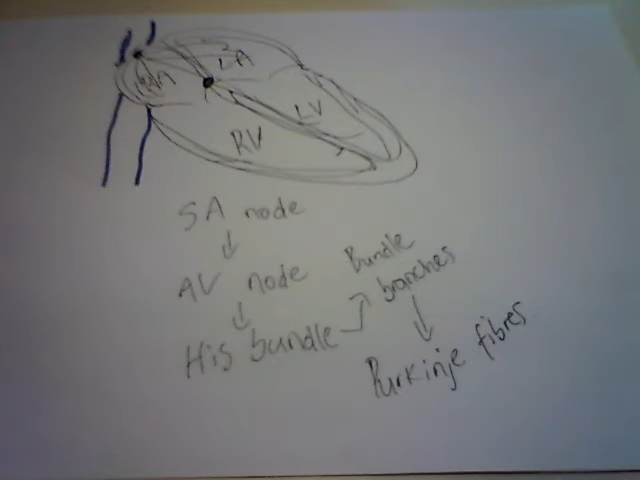 RA
LA
LV
RV
SA node
↓
AV node
↓
His bundle
Bundle
branches
↓
Purkinje fibres